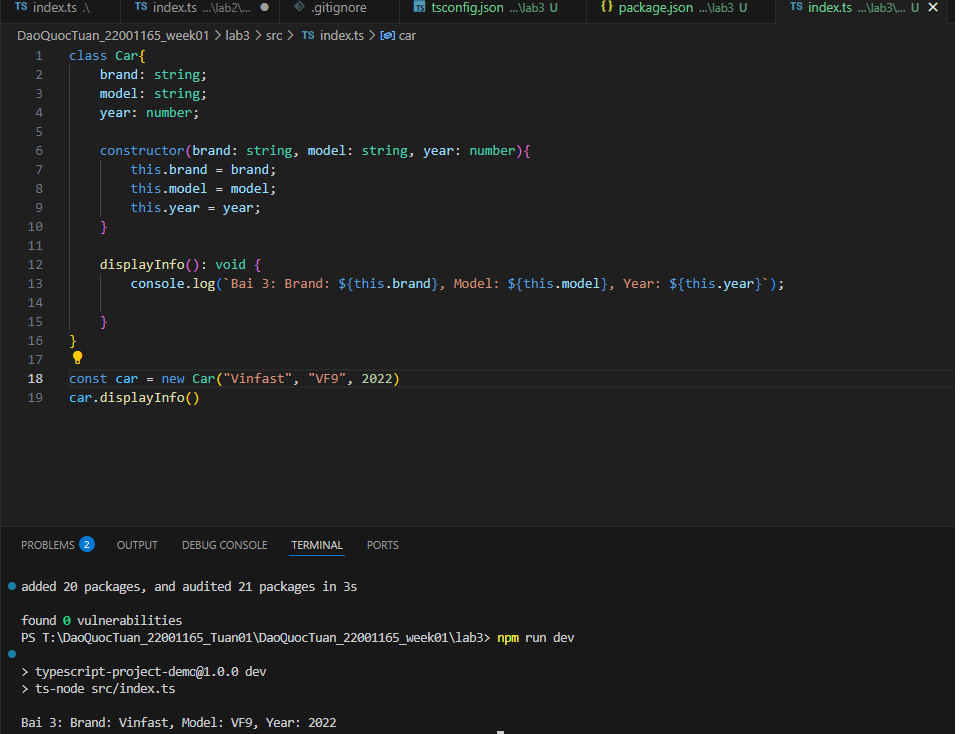 index.ts .\ index.ts ...\lab2\... .gitignore tsconfig.json ...\lab3 U {} package.json ...\lab3 U TS index.ts ...\lab3\... U
DaoQuocTuan_22001165_week01 > lab3 > src > TS index.ts > car
1 class Car{
2 brand: string;
3 model: string;
4 year: number;
5
6 constructor(brand: string, model: string, year: number){
7 this.brand = brand;
8 this.model = model;
9 this.year = year;
10 }
11
12 displayInfo(): void {
13 console.log(`Bai 3: Brand: ${this.brand}, Model: ${this.model}, Year: ${this.year}`);
14
15 }
16 }
17
18 const car = new Car("Vinfast", "VF9", 2022)
19 car.displayInfo()
PROBLEMS 2 OUTPUT DEBUG CONSOLE TERMINAL PORTS
added 20 packages, and audited 21 packages in 3s
found 0 vulnerabilities
PS T:\DaoQuocTuan_22001165_Tuan01\DaoQuocTuan_22001165_week01\lab3> npm run dev
> typescript-project-demo@1.0.0 dev
> ts-node src/index.ts
Bai 3: Brand: Vinfast, Model: VF9, Year: 2022